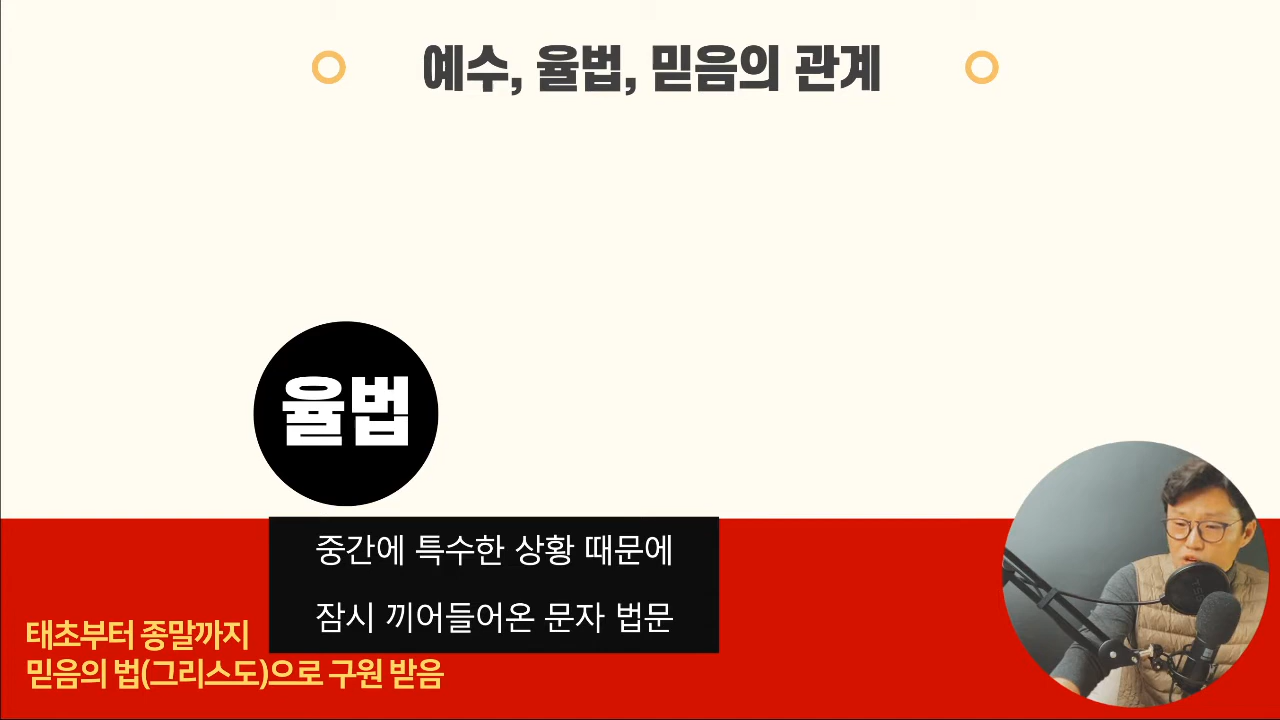 예수, 율법, 믿음의 관계
율법
중간에 특수한 상황 때문에
잠시 끼어들어온 문자 법문
태초부터 종말까지
믿음의 법(그리스도)으로 구원 받음